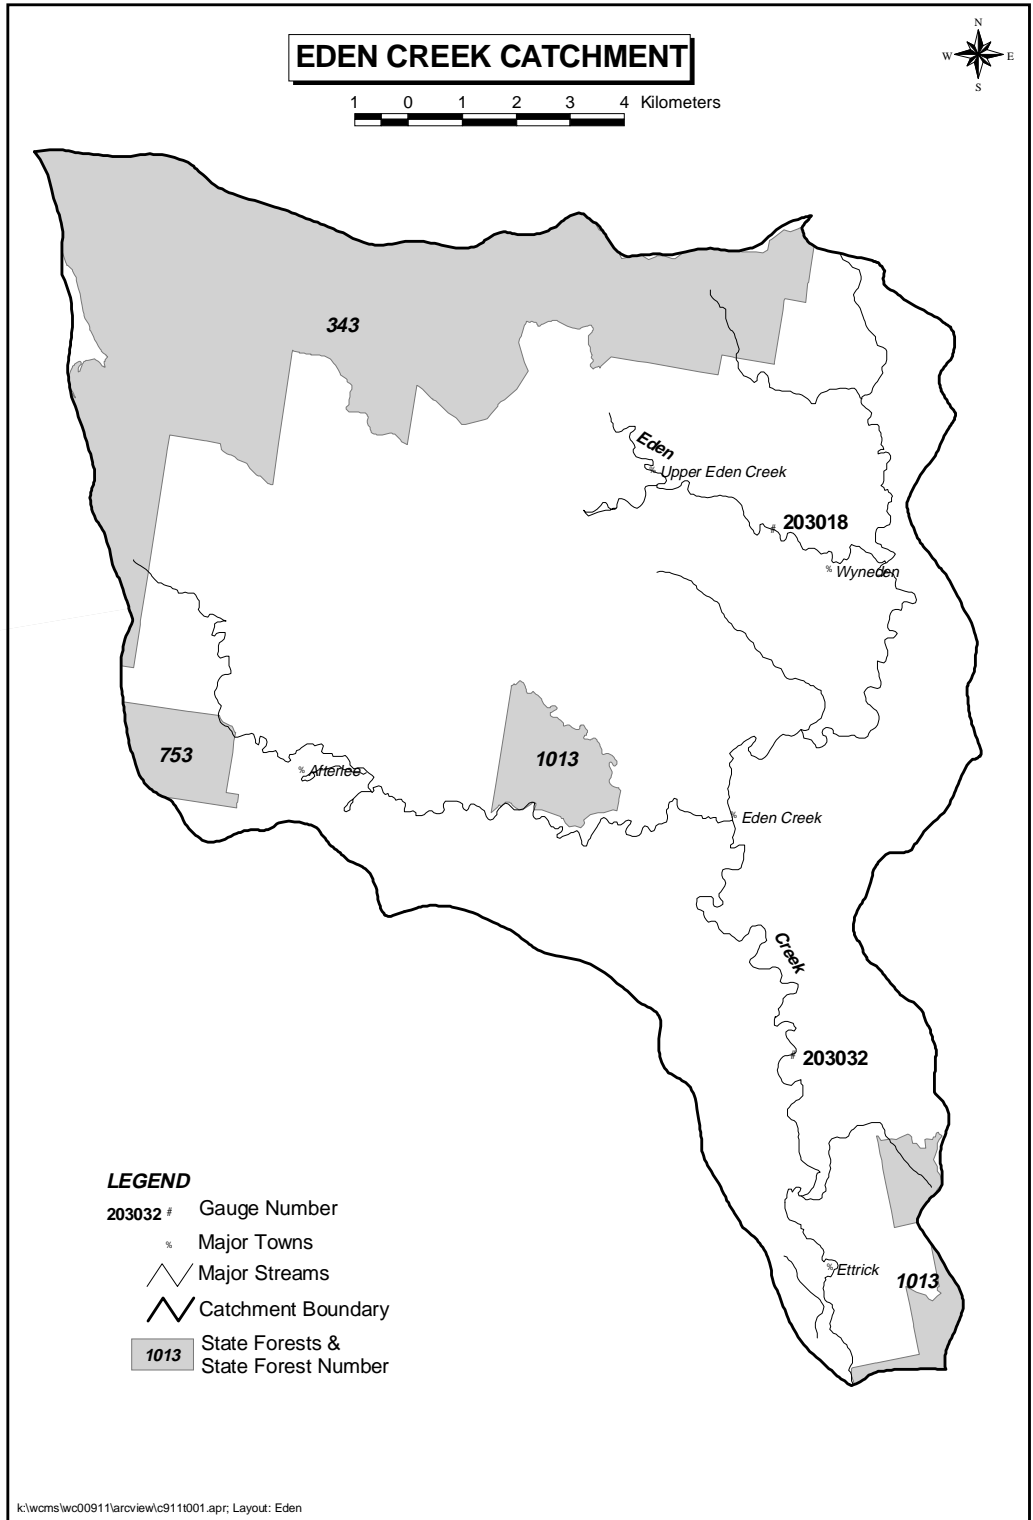 N
W E
S
EDEN CREEK CATCHMENT
1 0 1 2 3 4 Kilometers
343
Eden
% Upper Eden Creek
203018
#
% Wyneden
753
1013
% Afterlee
% Eden Creek
Creek
# 203032
LEGEND
203032 # Gauge Number
% Major Towns
Major Streams
Catchment Boundary
1013 State Forests &
State Forest Number
% Ettrick
1013
k:\wcms\wc00911\arcview\c911t001.apr; Layout: Eden